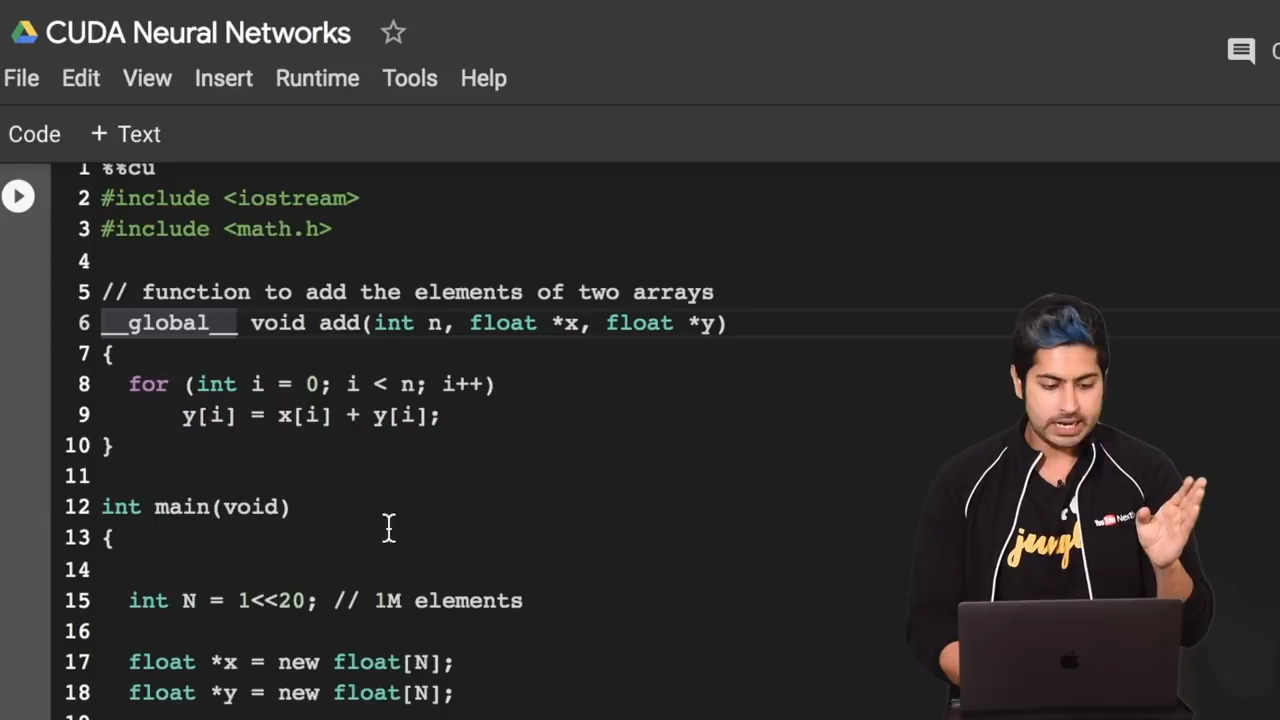 CUDA Neural Networks
File Edit View Insert Runtime Tools Help
Code + Text
1 %%cu
2 #include <iostream>
3 #include <math.h>
4
5 // function to add the elements of two arrays
6 __global__ void add(int n, float *x, float *y)
7 {
8 for (int i = 0; i < n; i++)
9 y[i] = x[i] + y[i];
10 }
11
12 int main(void)
13 {
14
15 int N = 1<<20; // 1M elements
16
17 float *x = new float[N];
18 float *y = new float[N];
YouTube Next
jungl